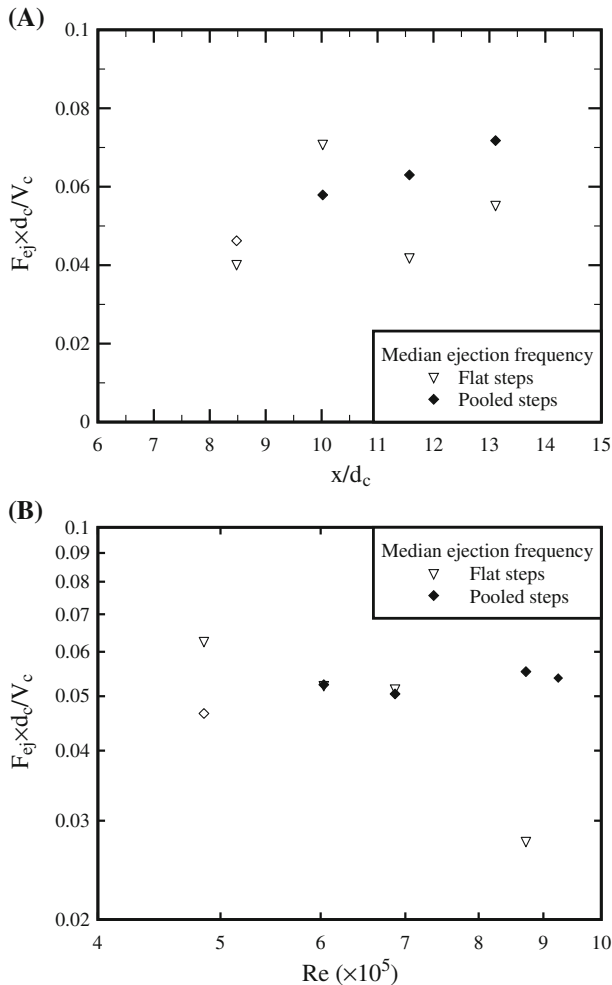 (A)
0.1
0.08
0.06
0.04
0.02
0
F_ej×d_c/V_c
6 7 8 9 10 11 12 13 14 15
x/d_c
Median ejection frequency
Flat steps
Pooled steps
(B)
0.1
0.09
0.08
0.07
0.06
0.05
0.04
0.03
0.02
F_ej×d_c/V_c
4 5 6 7 8 9 10
Re (×10⁵)
Median ejection frequency
Flat steps
Pooled steps